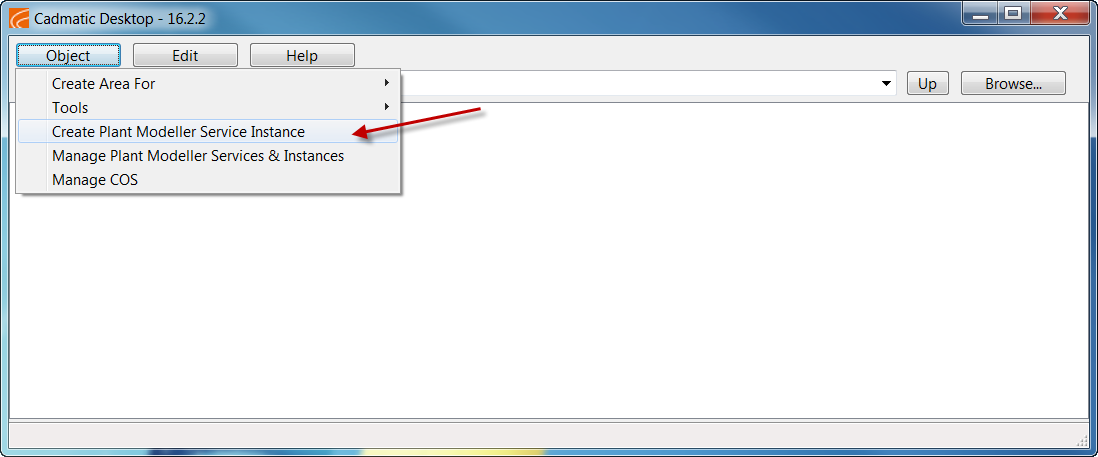 Cadmatic Desktop - 16.2.2
Object Edit Help
Create Area For
Up Browse...
Tools
Create Plant Modeller Service Instance
Manage Plant Modeller Services & Instances
Manage COS